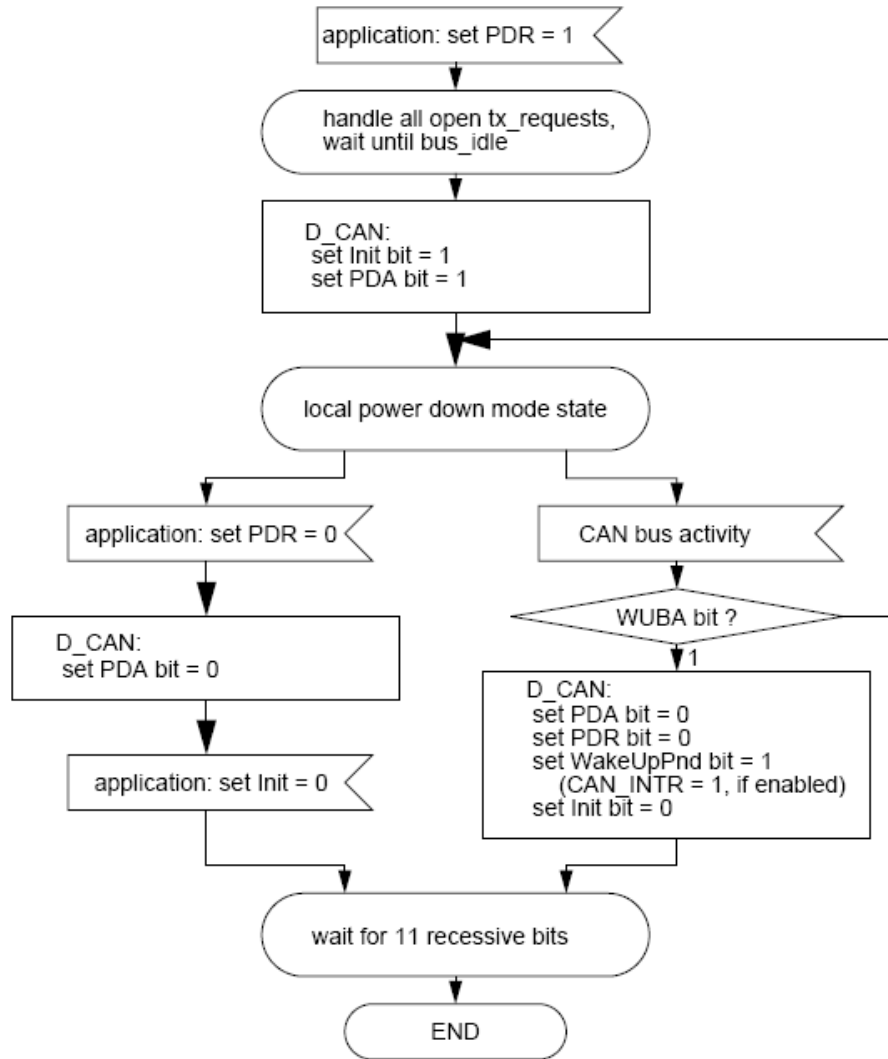 application: set PDR = 1
handle all open tx_requests,
wait until bus_idle
D_CAN:
set Init bit = 1
set PDA bit = 1
local power down mode state
application: set PDR = 0
D_CAN:
set PDA bit = 0
application: set Init = 0
CAN bus activity
WUBA bit ?
1
D_CAN:
set PDA bit = 0
set PDR bit = 0
set WakeUpPnd bit = 1
(CAN_INTR = 1, if enabled)
set Init bit = 0
wait for 11 recessive bits
END